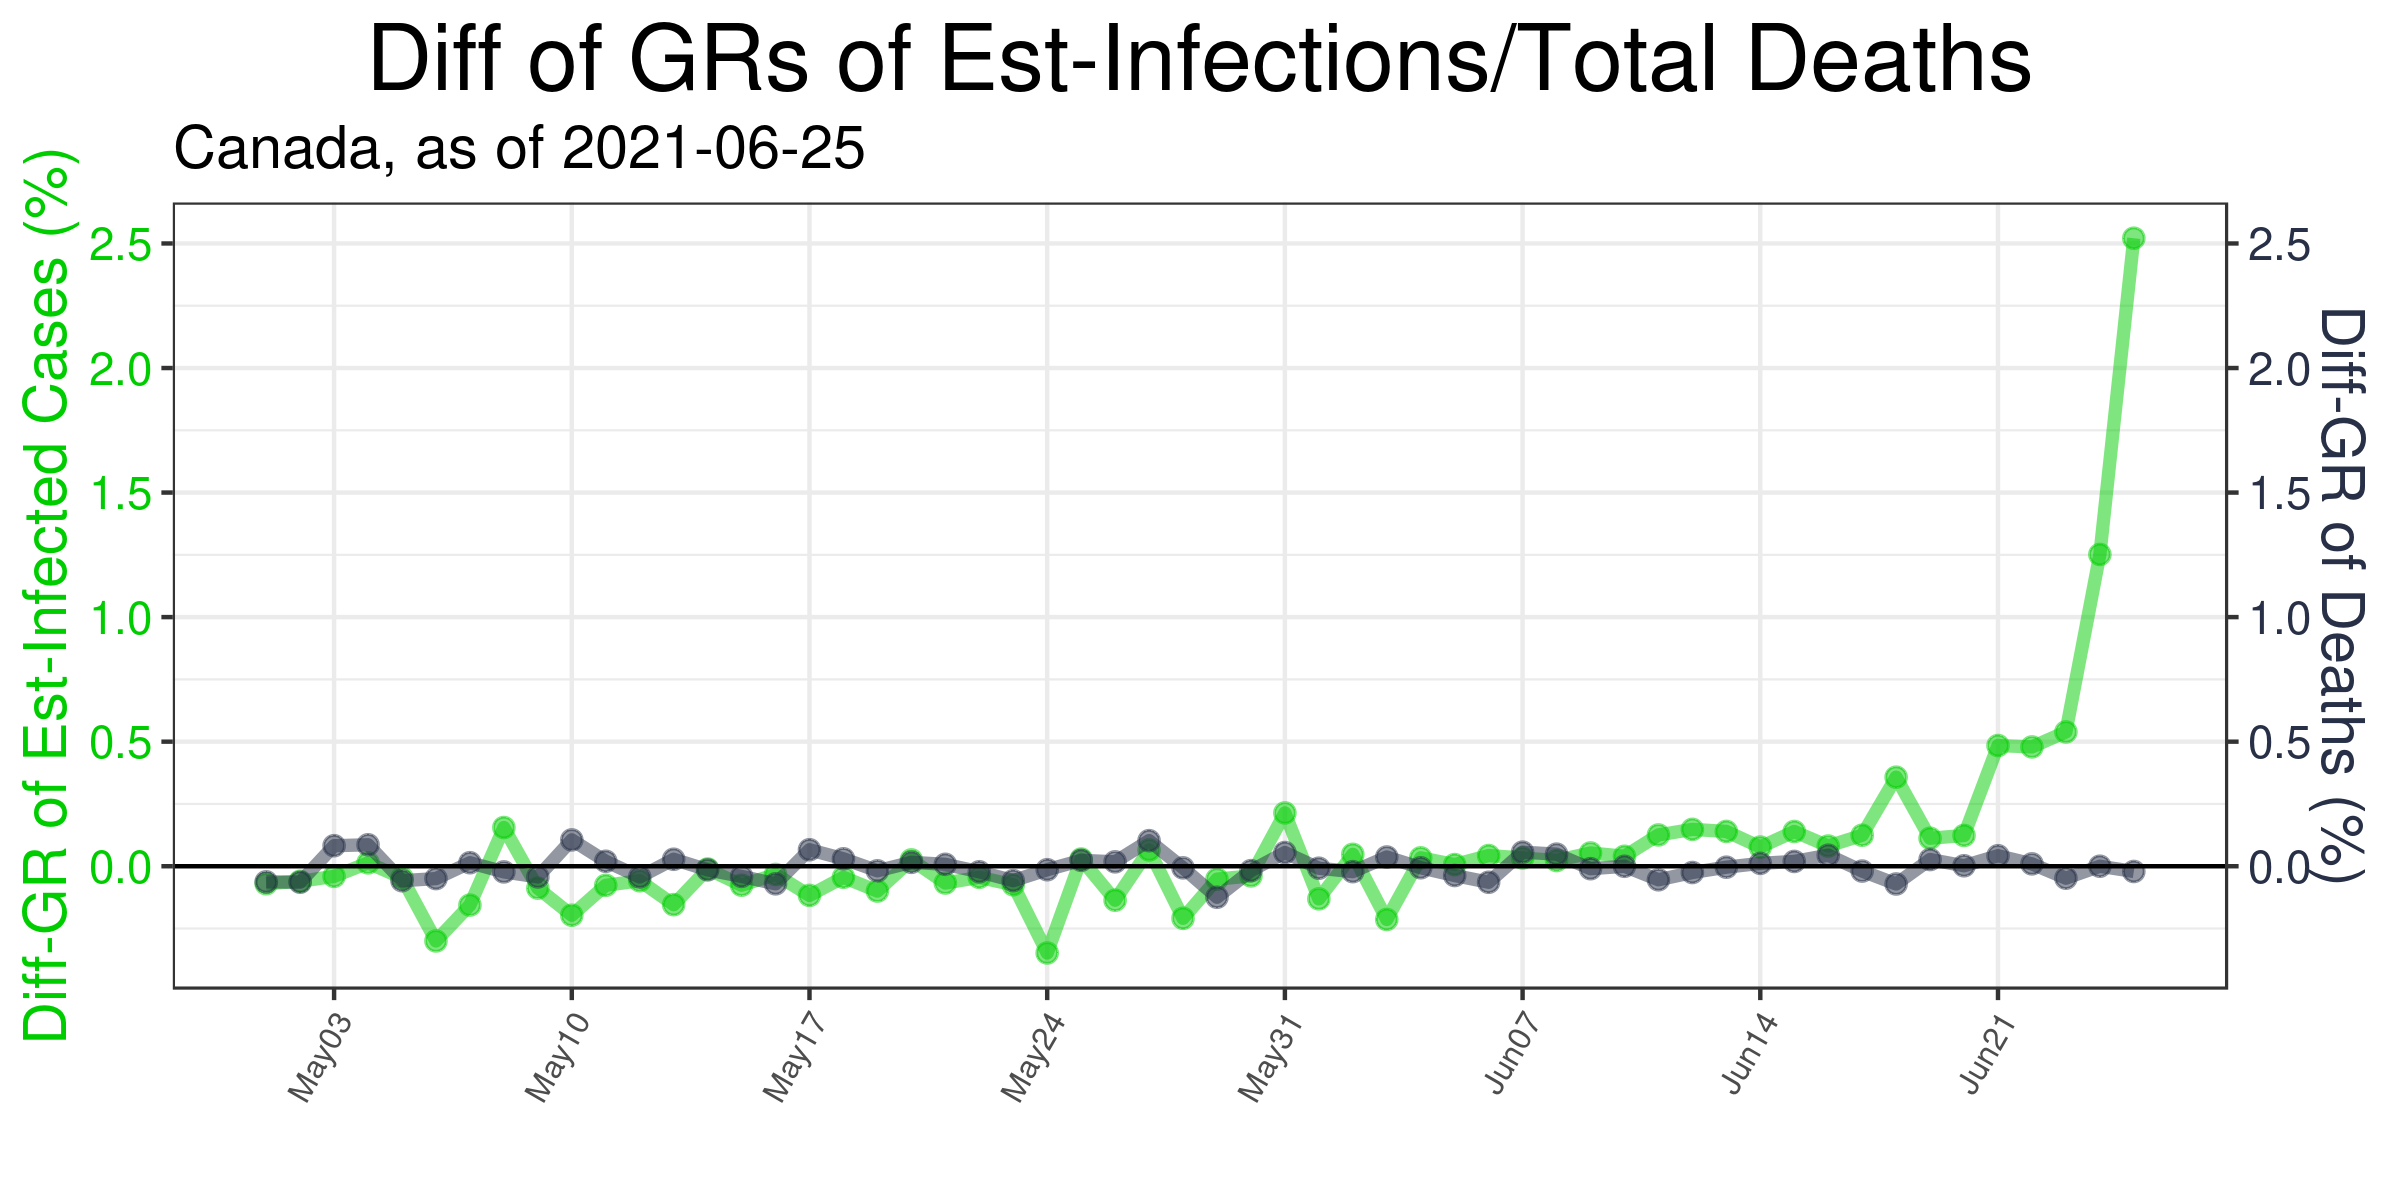 Diff of GRs of Est-Infections/Total Deaths
Canada, as of 2021-06-25
Diff-GR of Est-Infected Cases (%)
2.5
2.0
1.5
1.0
0.5
0.0
2.5
2.0
1.5
1.0
0.5
0.0
Diff-GR of Deaths (%)
May03
May10
May17
May24
May31
Jun07
Jun14
Jun21